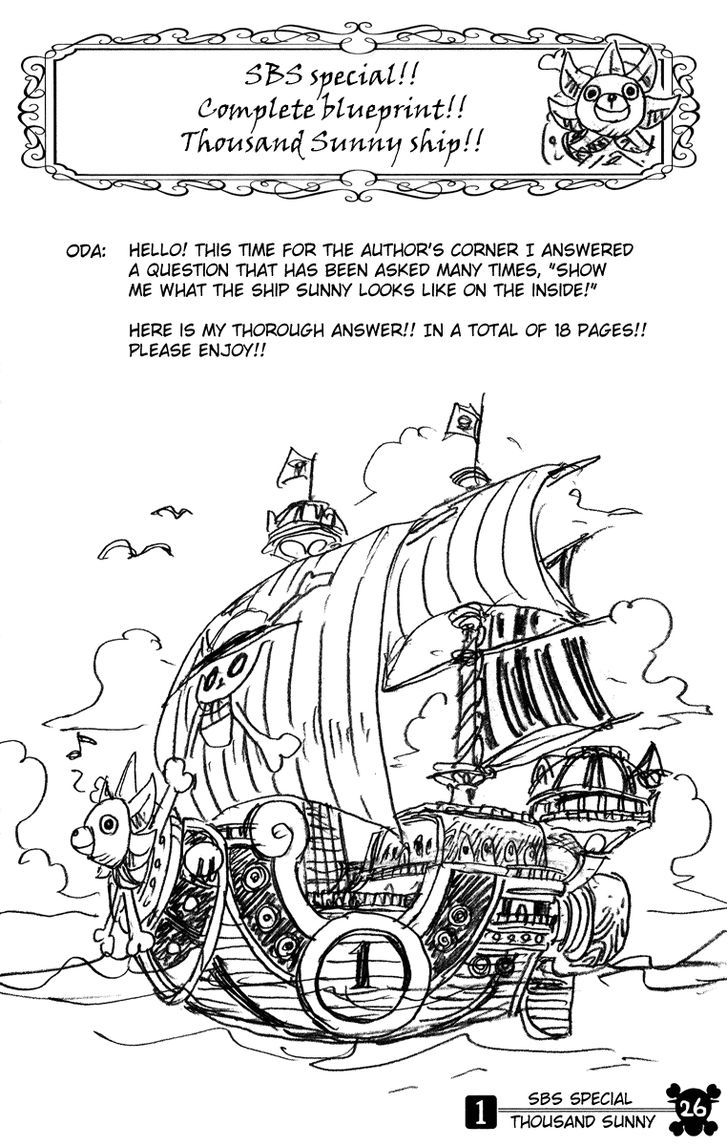 SBS special!!
Complete blueprint!!
Thousand Sunny ship!!
ODA: HELLO! THIS TIME FOR THE AUTHOR'S CORNER I ANSWERED
A QUESTION THAT HAS BEEN ASKED MANY TIMES, "SHOW
ME WHAT THE SHIP SUNNY LOOKS LIKE ON THE INSIDE!"
HERE IS MY THOROUGH ANSWER!! IN A TOTAL OF 18 PAGES!!
PLEASE ENJOY!!
1
1
SBS SPECIAL
THOUSAND SUNNY
26